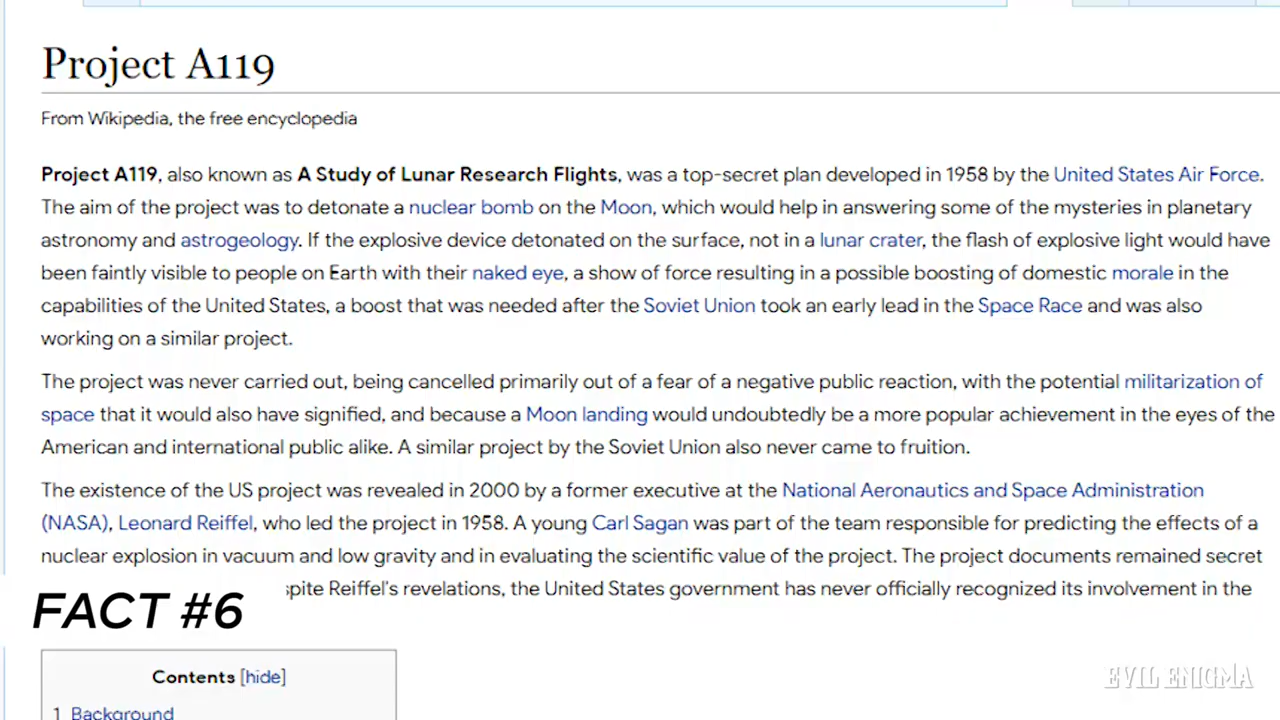 Project A119
From Wikipedia, the free encyclopedia
Project A119, also known as A Study of Lunar Research Flights, was a top-secret plan developed in 1958 by the United States Air Force.
The aim of the project was to detonate a nuclear bomb on the Moon, which would help in answering some of the mysteries in planetary
astronomy and astrogeology. If the explosive device detonated on the surface, not in a lunar crater, the flash of explosive light would have
been faintly visible to people on Earth with their naked eye, a show of force resulting in a possible boosting of domestic morale in the
capabilities of the United States, a boost that was needed after the Soviet Union took an early lead in the Space Race and was also
working on a similar project.
The project was never carried out, being cancelled primarily out of a fear of a negative public reaction, with the potential militarization of
space that it would also have signified, and because a Moon landing would undoubtedly be a more popular achievement in the eyes of the
American and international public alike. A similar project by the Soviet Union also never came to fruition.
The existence of the US project was revealed in 2000 by a former executive at the National Aeronautics and Space Administration
(NASA), Leonard Reiffel, who led the project in 1958. A young Carl Sagan was part of the team responsible for predicting the effects of a
nuclear explosion in vacuum and low gravity and in evaluating the scientific value of the project. The project documents remained secret
spite Reiffel's revelations, the United States government has never officially recognized its involvement in the
FACT #6
Contents [hide]
1 Background
EVIL ENIGMA